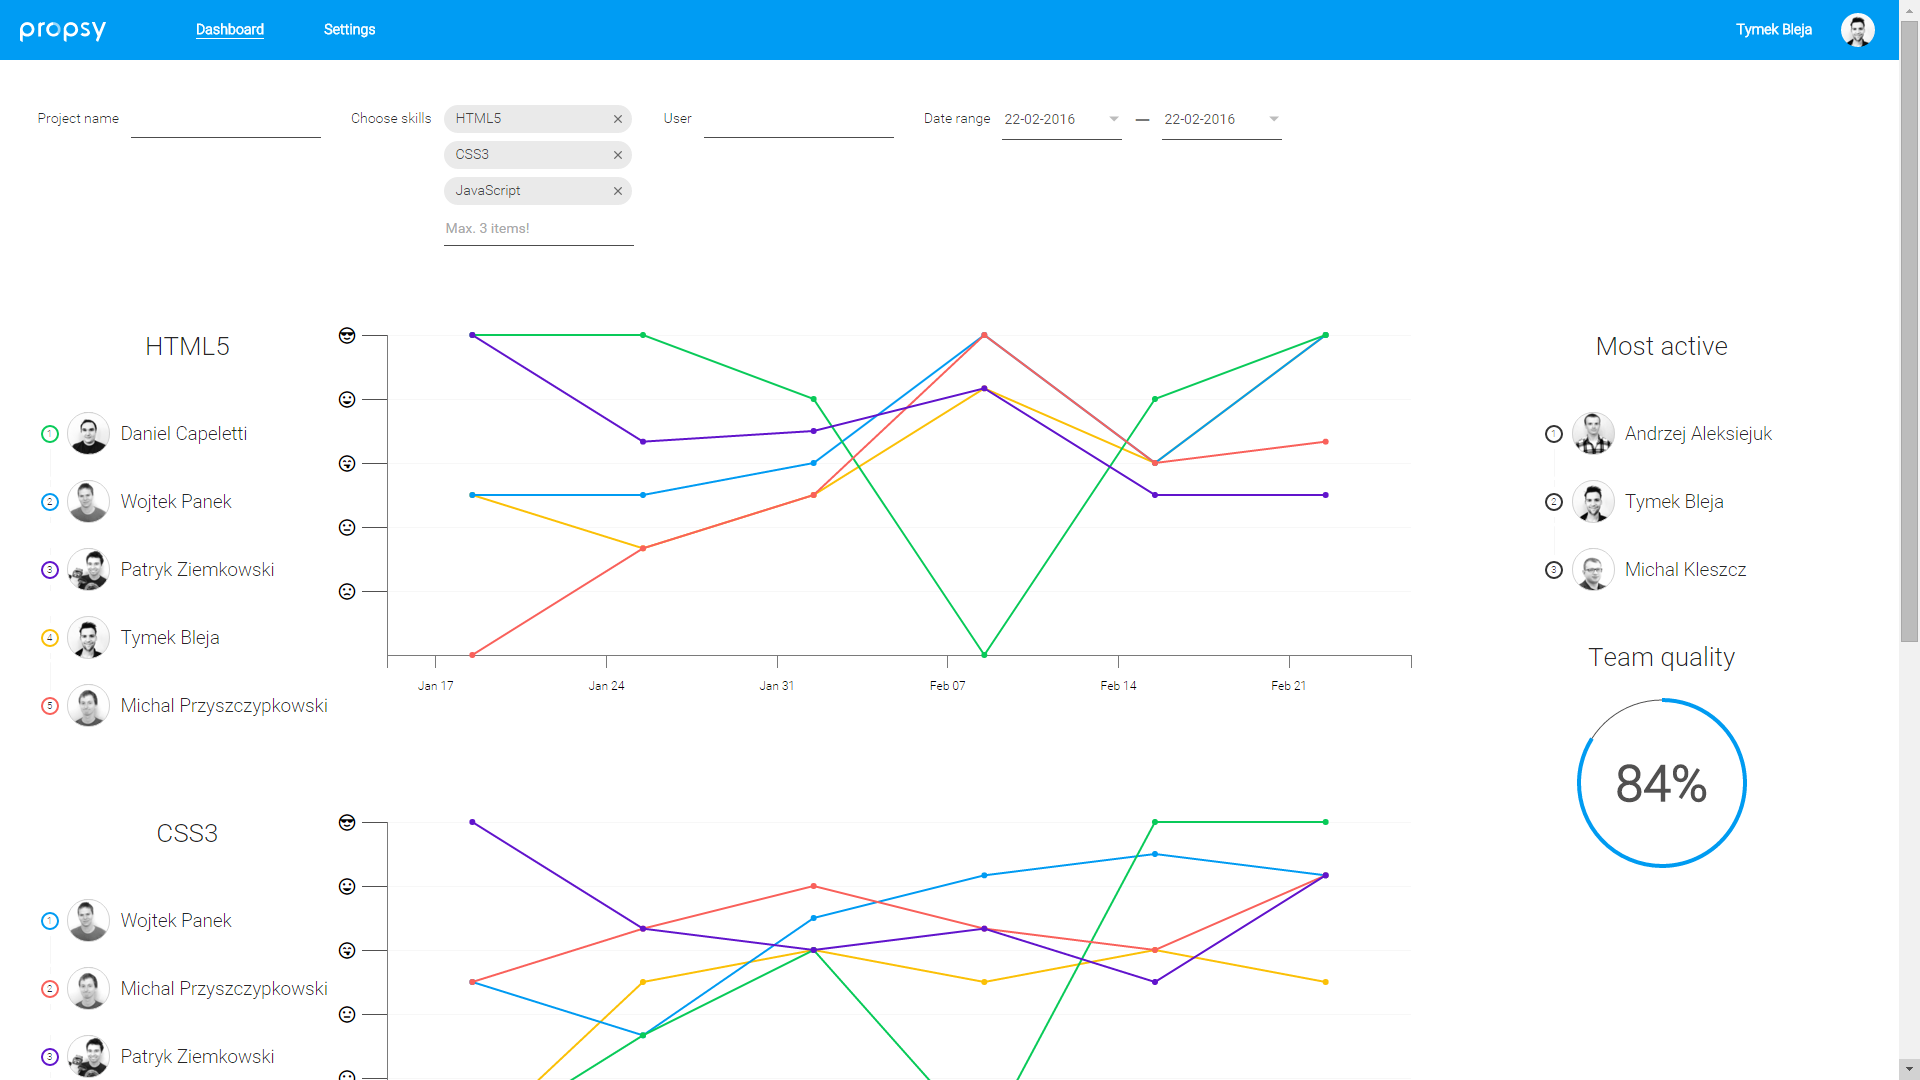 propsy
Dashboard
Settings
Tymek Bleja
Project name
Choose skills
HTML5
CSS3
JavaScript
Max. 3 items!
User
Date range
22-02-2016
22-02-2016
HTML5
1 Daniel Capeletti
2 Wojtek Panek
3 Patryk Ziemkowski
4 Tymek Bleja
5 Michal Przyszczypkowski
Jan 17
Jan 24
Jan 31
Feb 07
Feb 14
Feb 21
Most active
1 Andrzej Aleksiejuk
2 Tymek Bleja
3 Michal Kleszcz
Team quality
84%
CSS3
1 Wojtek Panek
2 Michal Przyszczypkowski
3 Patryk Ziemkowski